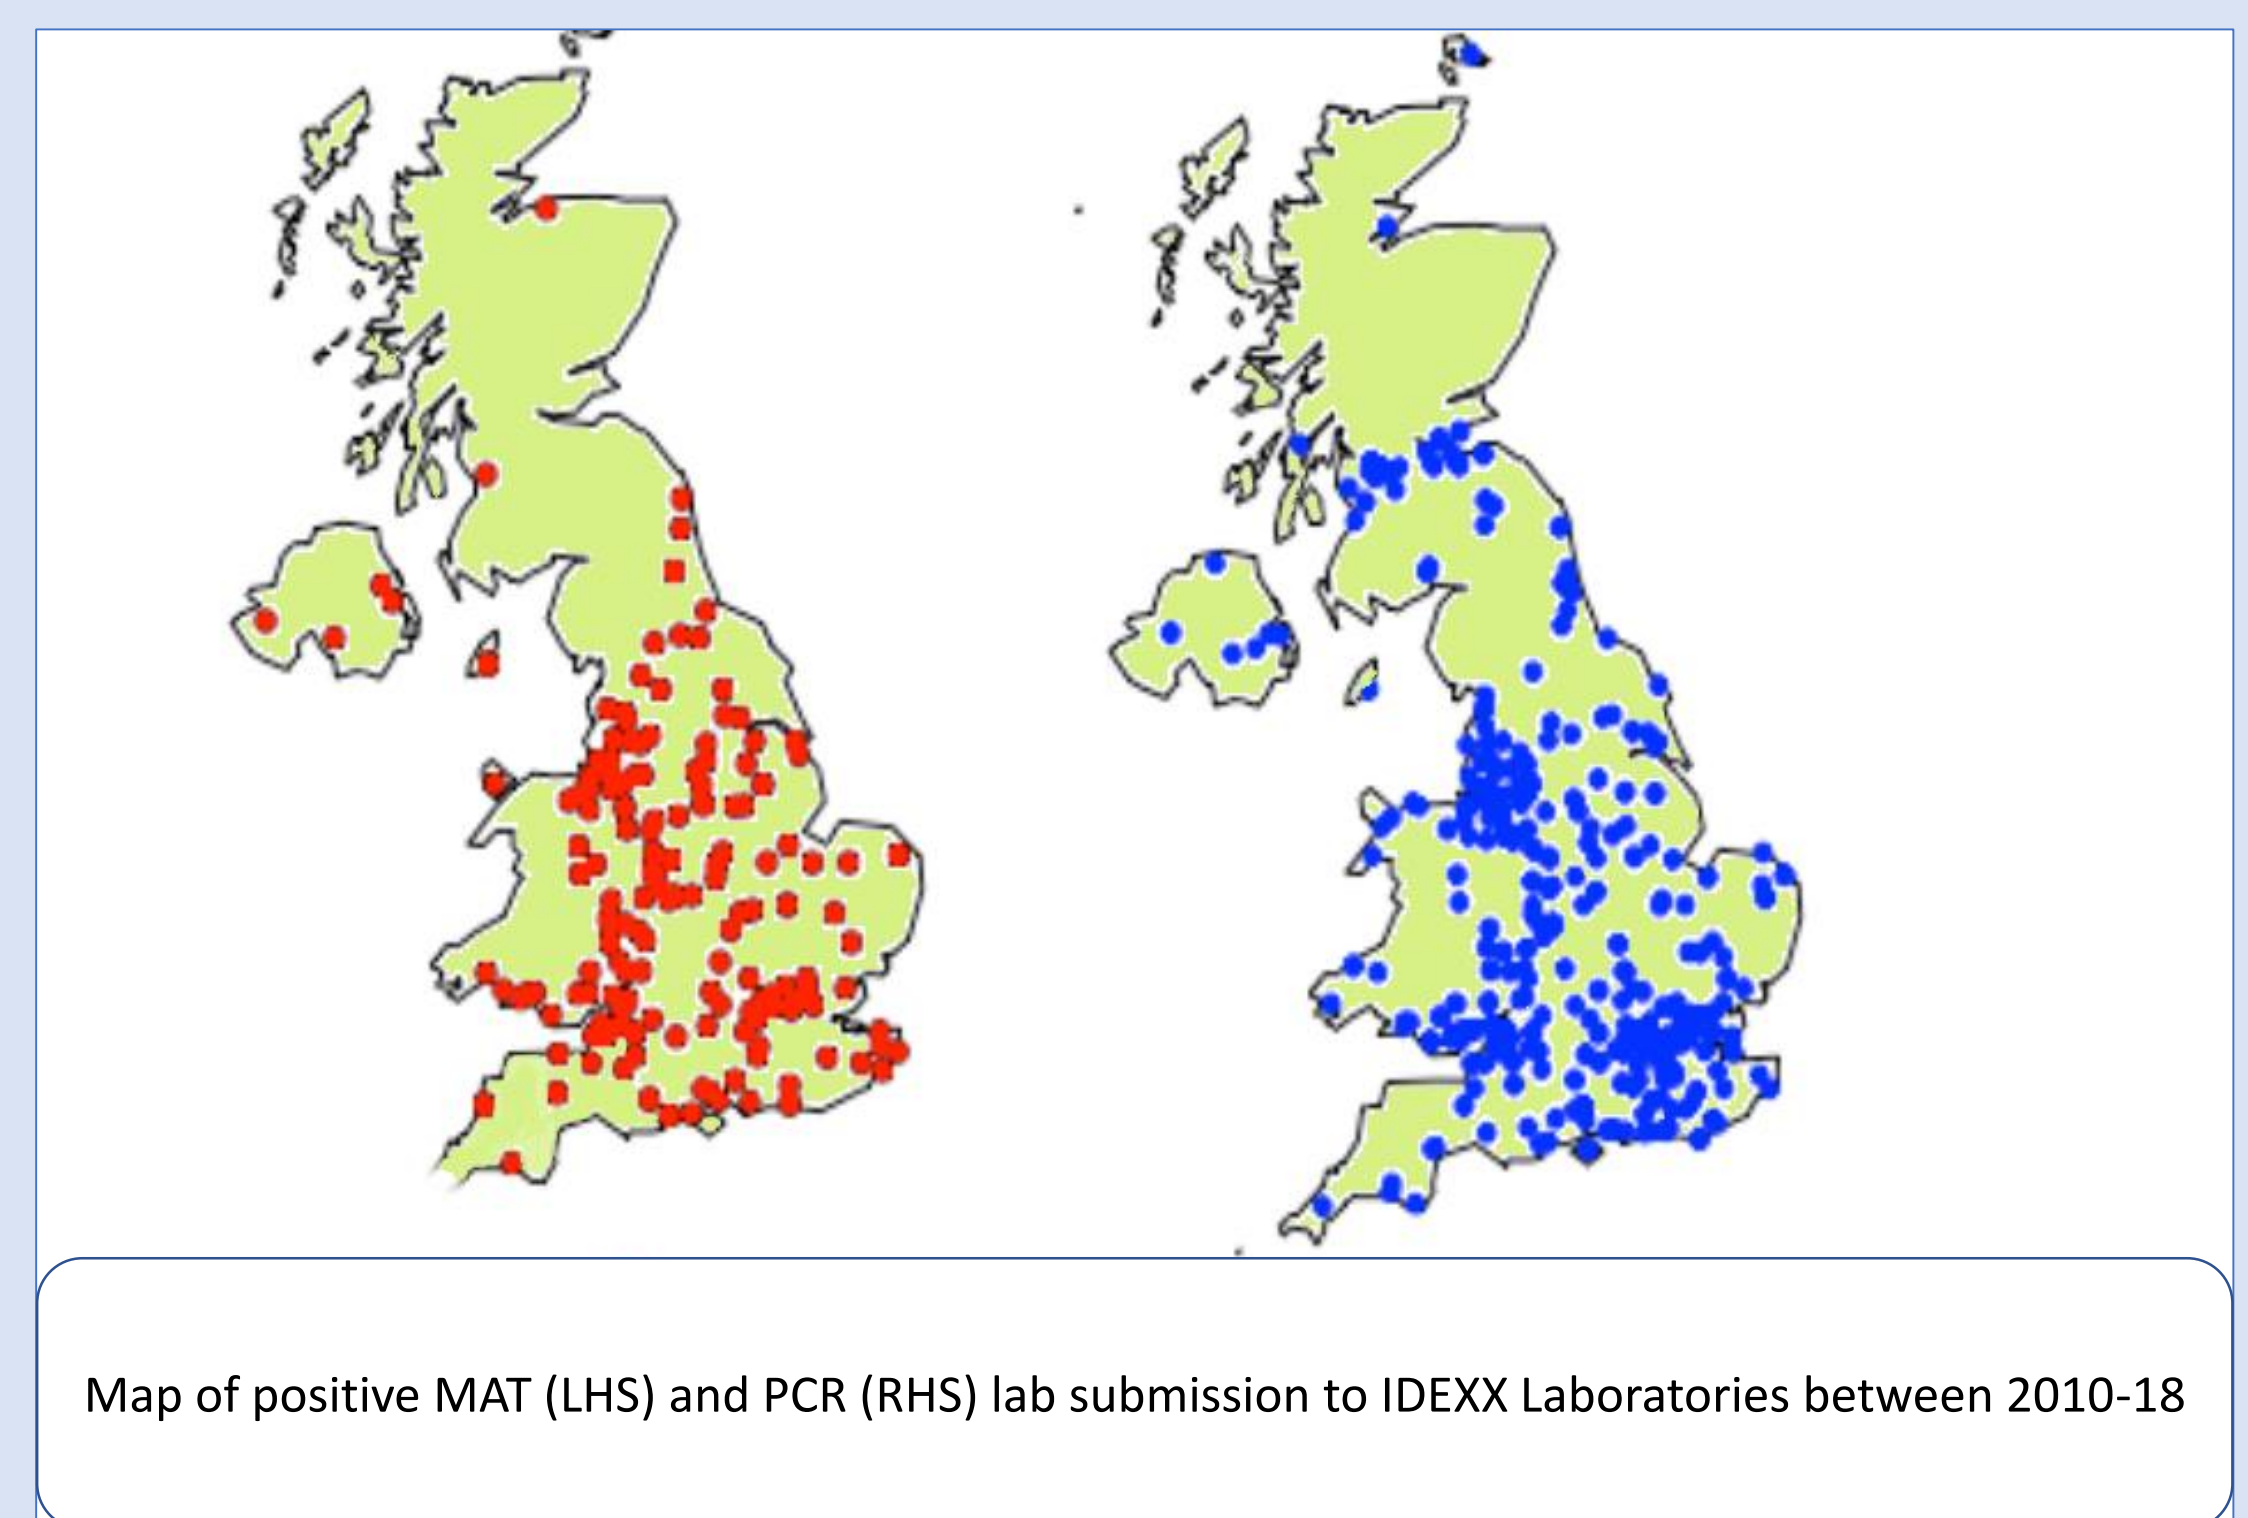 Map of positive MAT (LHS) and PCR (RHS) lab submission to IDEXX Laboratories between 2010-18